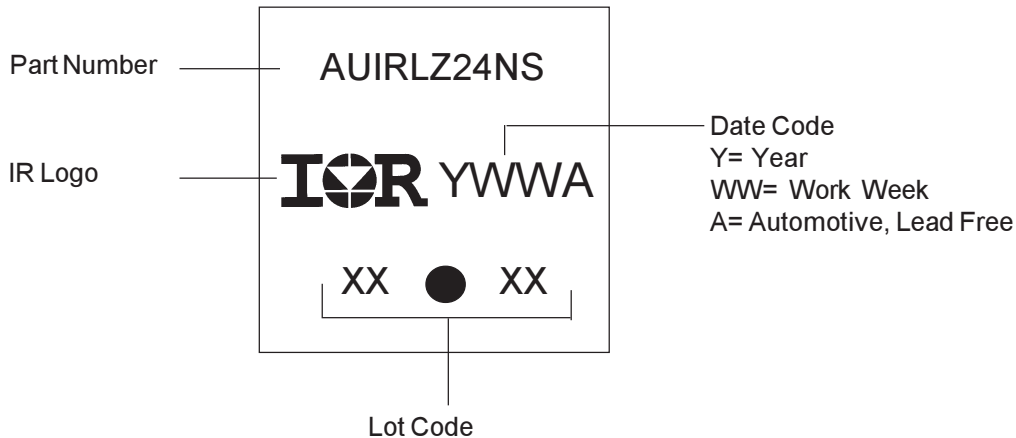 Part Number
AUIRLZ24NS
IR Logo
IOR YWWA
Date Code
Y= Year
WW= Work Week
A= Automotive, Lead Free
XX XX
Lot Code